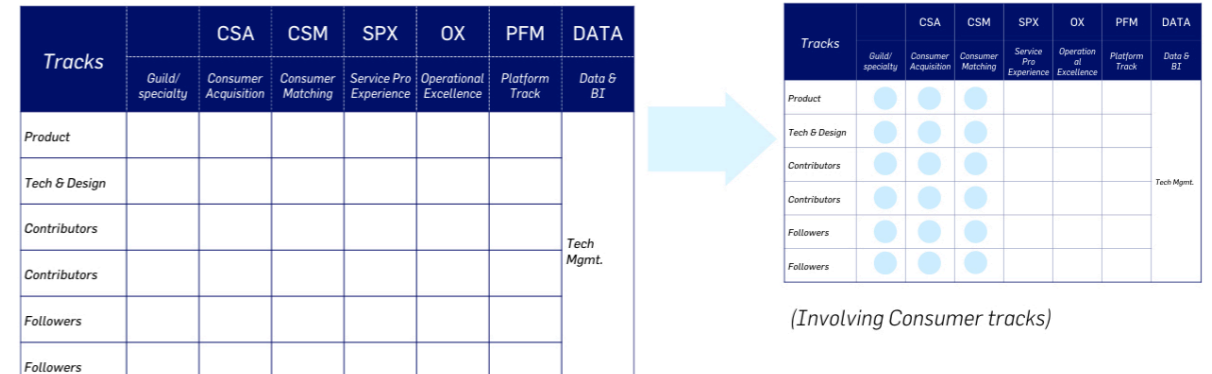 Tracks
CSA CSM SPX OX PFM DATA
Guild/ specialty
Consumer Acquisition
Consumer Matching
Service Pro Experience
Operational Excellence
Platform Track
Data & BI
Product
Tech & Design
Contributors
Contributors
Followers
Followers
Tech
Mgmt.
Tracks
CSA CSM SPX OX PFM DATA
Guild/ specialty
Consumer Acquisition
Consumer Matching
Service Pro Experience
Operation al Excellence
Platform Track
Data & BI
Product
Tech & Design
Contributors
Contributors
Followers
Followers
Tech Mgmt.
(Involving Consumer tracks)